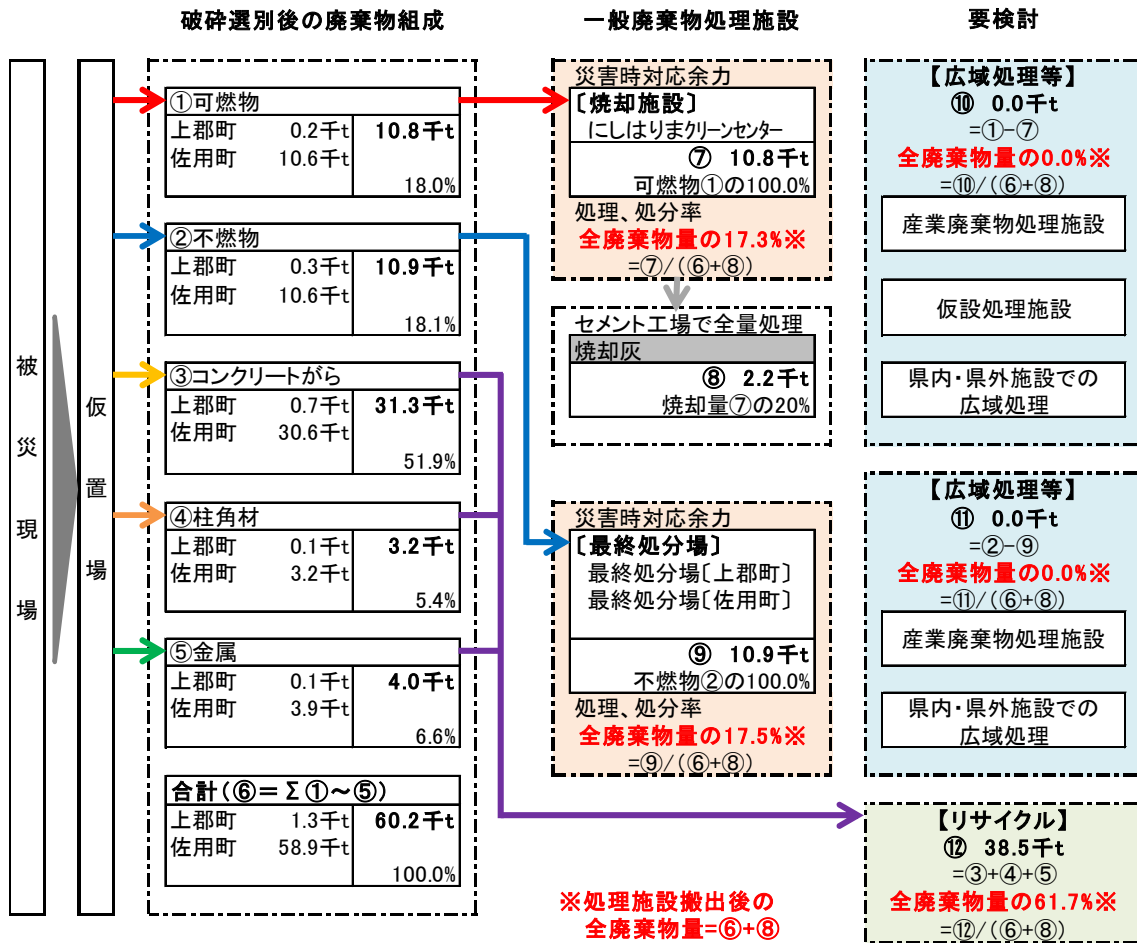 破砕選別後の廃棄物組成
一般廃棄物処理施設
要検討
被災現場
仮置場
①可燃物
上郡町 0.2千t 10.8千t
佐用町 10.6千t
18.0%
②不燃物
上郡町 0.3千t 10.9千t
佐用町 10.6千t
18.1%
③コンクリートがら
上郡町 0.7千t 31.3千t
佐用町 30.6千t
51.9%
④柱角材
上郡町 0.1千t 3.2千t
佐用町 3.2千t
5.4%
⑤金属
上郡町 0.1千t 4.0千t
佐用町 3.9千t
6.6%
合計(⑥=Σ①~⑤)
上郡町 1.3千t 60.2千t
佐用町 58.9千t
100.0%
災害時対応余力
〔焼却施設〕
にしはりまクリーンセンター
⑦ 10.8千t
可燃物①の100.0%
処理、処分率
全廃棄物量の17.3%※
=⑦/(⑥+⑧)
セメント工場で全量処理
焼却灰
⑧ 2.2千t
焼却量⑦の20%
災害時対応余力
〔最終処分場〕
最終処分場〔上郡町〕
最終処分場〔佐用町〕
⑨ 10.9千t
不燃物②の100.0%
処理、処分率
全廃棄物量の17.5%※
=⑨/(⑥+⑧)
※処理施設搬出後の
全廃棄物量=⑥+⑧
【広域処理等】
⑩ 0.0千t
=①-⑦
全廃棄物量の0.0%※
=⑩/(⑥+⑧)
産業廃棄物処理施設
仮設処理施設
県内・県外施設での
広域処理
【広域処理等】
⑪ 0.0千t
=②-⑨
全廃棄物量の0.0%※
=⑪/(⑥+⑧)
産業廃棄物処理施設
県内・県外施設での
広域処理
【リサイクル】
⑫ 38.5千t
=③+④+⑤
全廃棄物量の61.7%※
=⑫/(⑥+⑧)